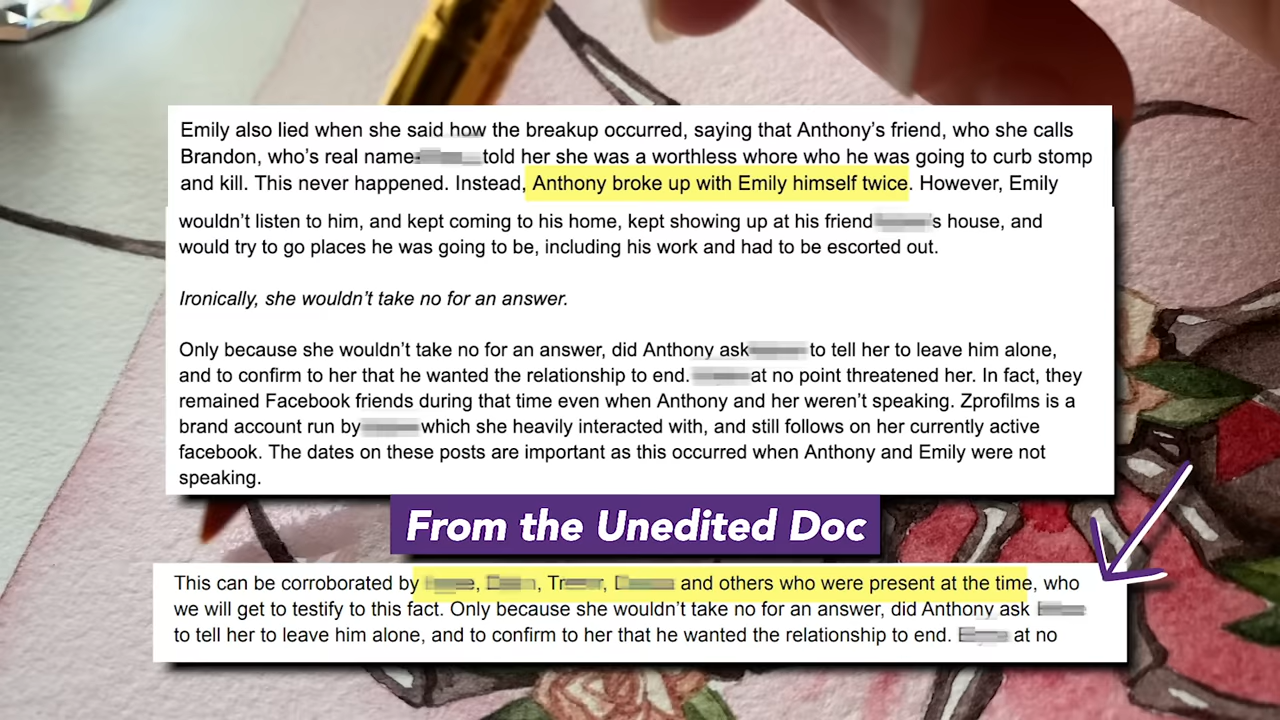 Emily also lied when she said how the breakup occurred, saying that Anthony's friend, who she calls
Brandon, who's real name told her she was a worthless whore who he was going to curb stomp
and kill. This never happened. Instead, Anthony broke up with Emily himself twice. However, Emily
wouldn't listen to him, and kept coming to his home, kept showing up at his friend 's house, and
would try to go places he was going to be, including his work and had to be escorted out.
Ironically, she wouldn't take no for an answer.
Only because she wouldn't take no for an answer, did Anthony ask to tell her to leave him alone,
and to confirm to her that he wanted the relationship to end. at no point threatened her. In fact, they
remained Facebook friends during that time even when Anthony and her weren't speaking. Zprofilms is a
brand account run by which she heavily interacted with, and still follows on her currently active
facebook. The dates on these posts are important as this occurred when Anthony and Emily were not
speaking.
From the Unedited Doc
This can be corroborated by , , , and others who were present at the time, who
we will get to testify to this fact. Only because she wouldn't take no for an answer, did Anthony ask
to tell her to leave him alone, and to confirm to her that he wanted the relationship to end. at no